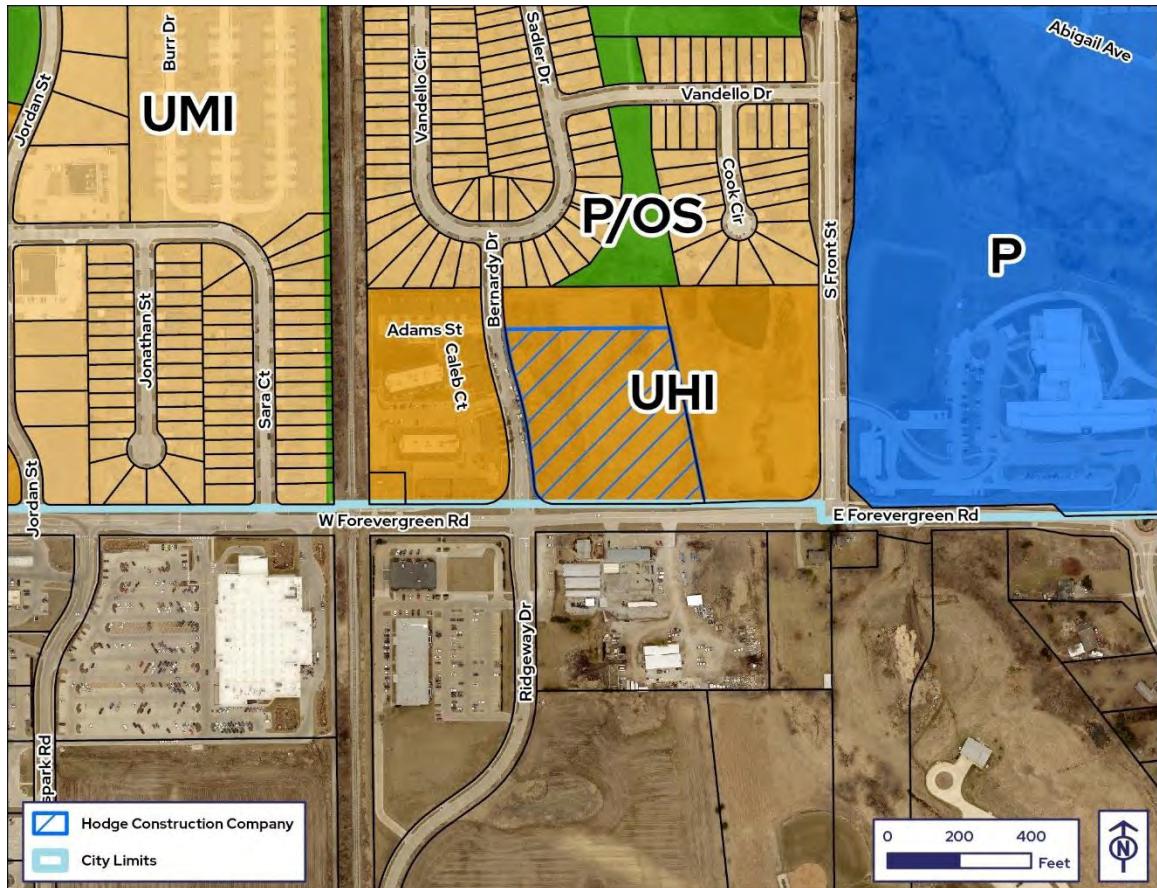 Abigail Ave
Burr Dr
Sadler Dr
Jordan St
UMI
Vandello Cir
Vandello Dr
Cook Cir
P/OS
S Front St
P
Bernardy Dr
Jonathan St
Sara Ct
Adams St
Caleb Ct
UHI
Jordan St
W Forevergreen Rd
E Forevergreen Rd
Ridgeway Dr
spark Rd
Hodge Construction Company
City Limits
0 200 400
Feet
N